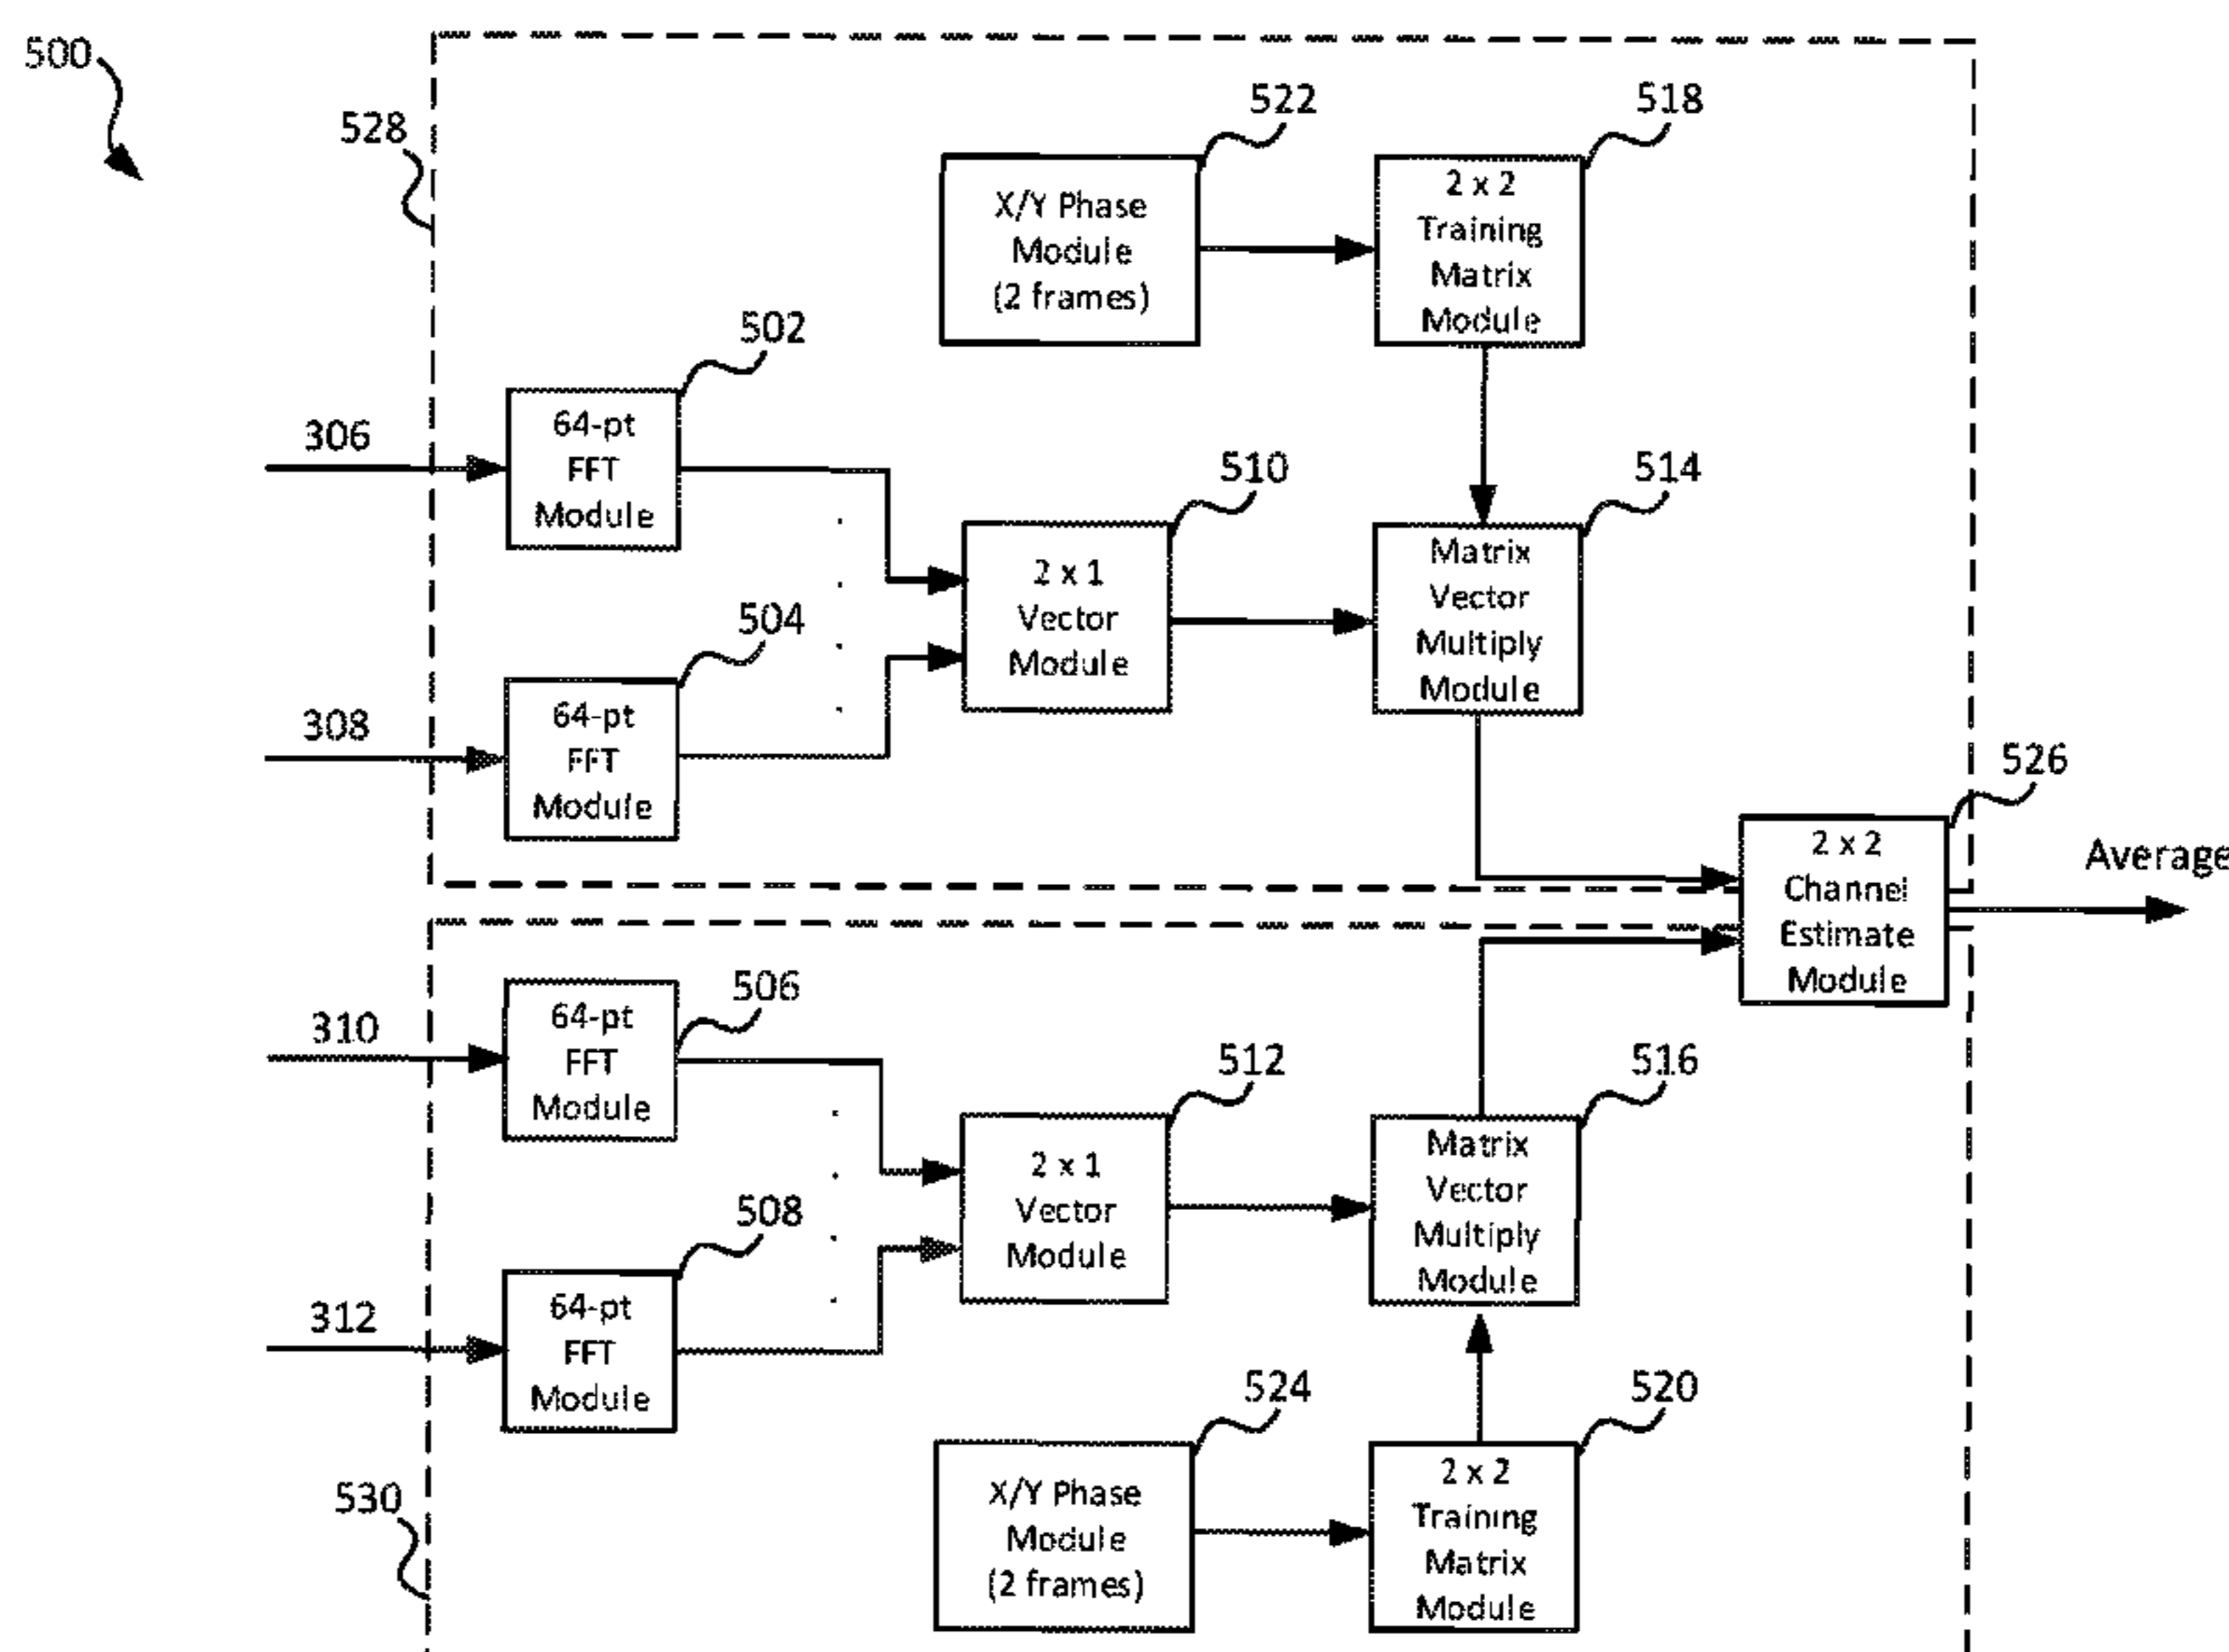 500
528
522
518
X/Y Phase
Module
(2 frames)
2 x 2
Training
Matrix
Module
502
306
64-pt
FFT
Module
510
514
2 x 1
Vector
Module
Matrix
Vector
Multiply
Module
504
308
64-pt
FFT
Module
526
2 x 2
Channel
Estimate
Module
Average
506
310
64-pt
FFT
Module
512
516
2 x 1
Vector
Module
Matrix
Vector
Multiply
Module
508
312
64-pt
FFT
Module
524
520
530
X/Y Phase
Module
(2 frames)
2 x 2
Training
Matrix
Module